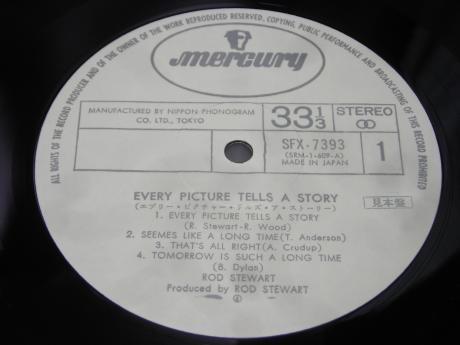 mercury
MANUFACTURED BY NIPPON PHONOGRAM
CO. LTD., TOKYO
33 1/3
STEREO
SFX-7393
(SRM-1-609-A)
MADE IN JAPAN
1
EVERY PICTURE TELLS A STORY
(エブリー・ピクチャー・テルズ・ア・ストーリー)
見本盤
1. EVERY PICTURE TELLS A STORY
(R. Stewart-R. Wood)
2. SEEMES LIKE A LONG TIME(T. Anderson)
3. THAT'S ALL RIGHT(A. Crudup)
4. TOMORROW IS SUCH A LONG TIME
(B. Dylan)
ROD STEWART
Produced by ROD STEWART
ALL RIGHTS OF THE RECORD PRODUCER AND OF THE OWNER OF THE WORK REPRODUCED RESERVED. COPYING, PUBLIC PERFORMANCE AND BROADCASTING OF THIS RECORD PROHIBITED